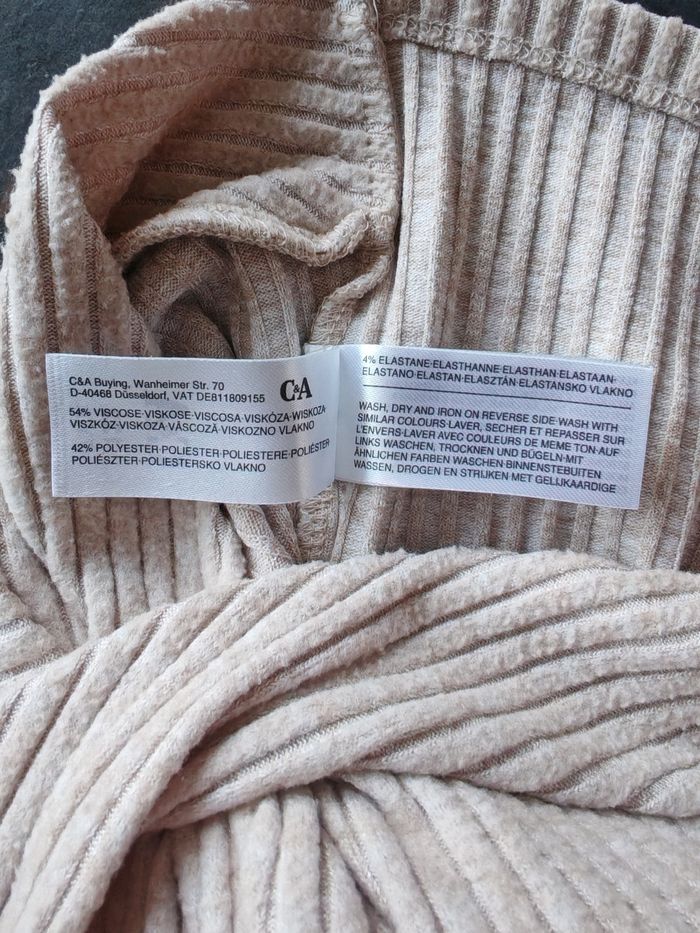 C&A Buying, Wanheimer Str. 70
D-40468 Düsseldorf, VAT DE811809155
C&A
54% VISCOSE·VISKOSE·VISCOSA·VISKÓZA·WISKOZA·
VISZKÓZ·VISKOZA·VÂSCOZĂ·VISKOZNO VLAKNO
42% POLYESTER·POLIESTER·POLIESTERE·POLIÉSTER
POLIÉSZTER·POLIESTERSKO VLAKNO
4% ELASTANE·ELASTHANNE·ELASTHAN·ELASTAAN·
ELASTANO·ELASTAN·ELASZTÁN·ELASTANSKO VLAKNO
WASH, DRY AND IRON ON REVERSE SIDE·WASH WITH
SIMILAR COLOURS·LAVER, SECHER ET REPASSER SUR
L'ENVERS·LAVER AVEC COULEURS DE MEME TON·AUF
LINKS WASCHEN, TROCKNEN UND BÜGELN·MIT
ÄHNLICHEN FARBEN WASCHEN·BINNENSTEBUITEN
WASSEN, DROGEN EN STRIJKEN MET GELIJKAARDIGE